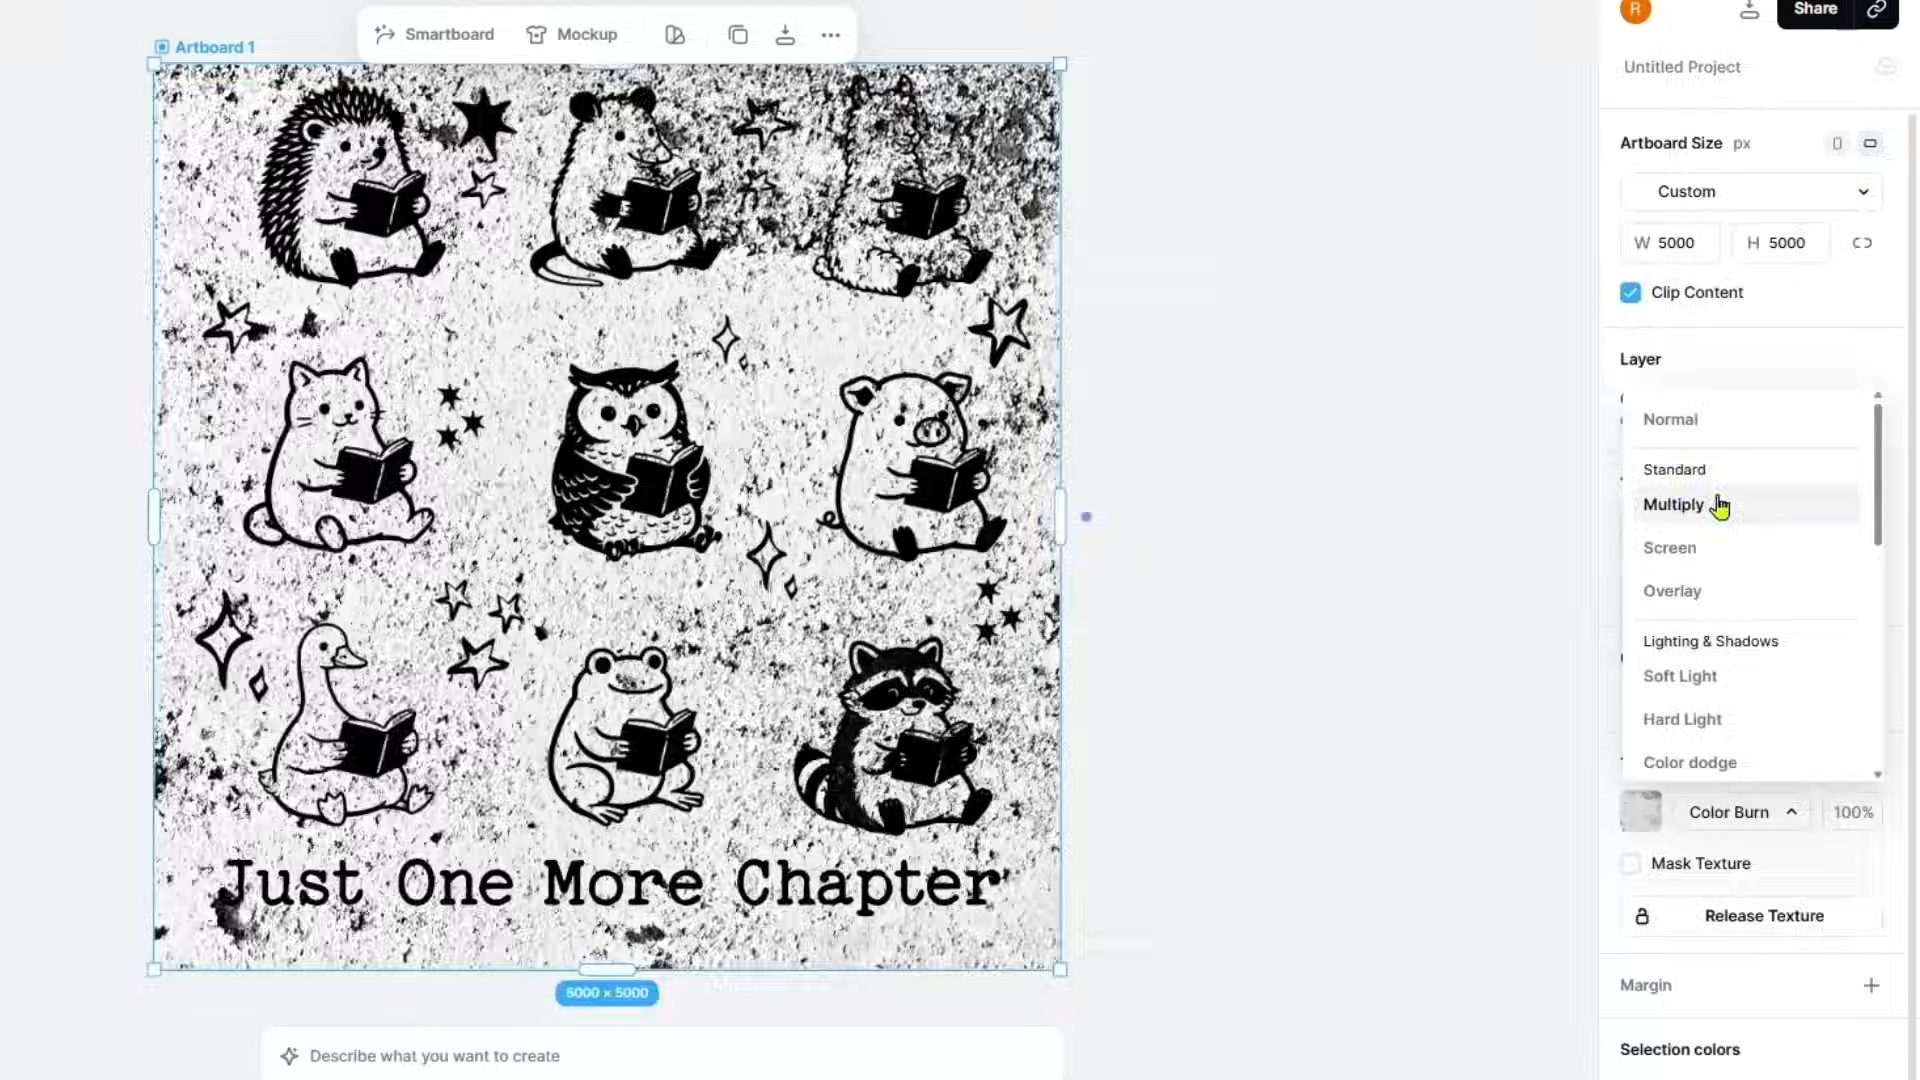 Artboard 1
Smartboard
Mockup
R
Share
Untitled Project
Artboard Size px
Custom
W 5000
H 5000
Clip Content
Layer
Normal
Standard
Multiply
Screen
Overlay
Lighting & Shadows
Soft Light
Hard Light
Color dodge
Color Burn
100%
Mask Texture
Release Texture
Margin
Selection colors
Just One More Chapter
5000 × 5000
Describe what you want to create